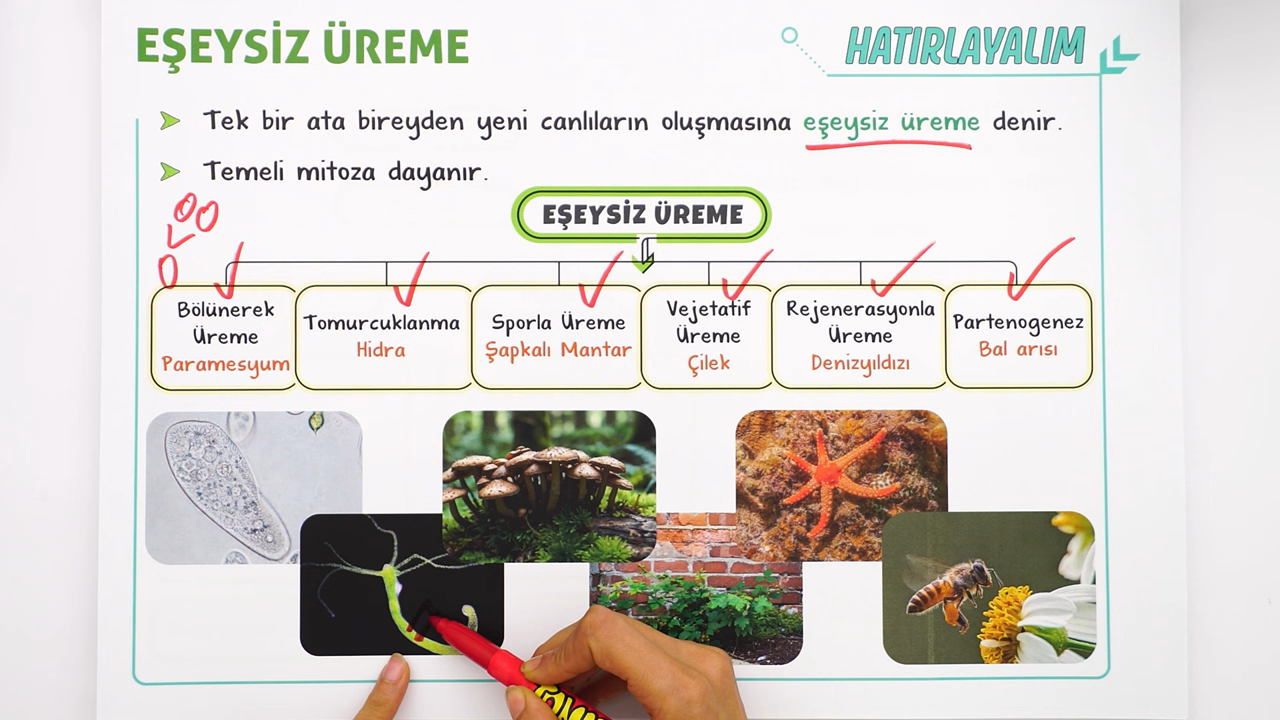 EŞEYSİZ ÜREME
HATIRLAYALIM
Tek bir ata bireyden yeni canlıların oluşmasına eşeysiz üreme denir.
Temeli mitoza dayanır.
EŞEYSİZ ÜREME
Bölünerek
Üreme
Paramesyum
Tomurcuklanma
Hidra
Sporla Üreme
Şapkalı Mantar
Vejetatif
Üreme
Çilek
Rejenerasyonla
Üreme
Denizyıldızı
Partenogenez
Bal arısı